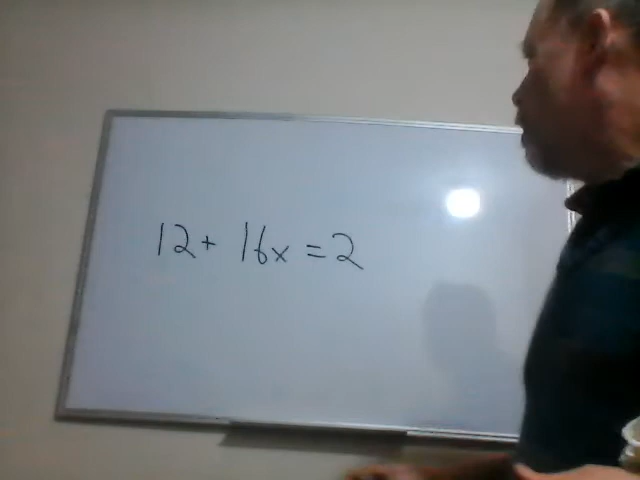 12 + 16x = 2